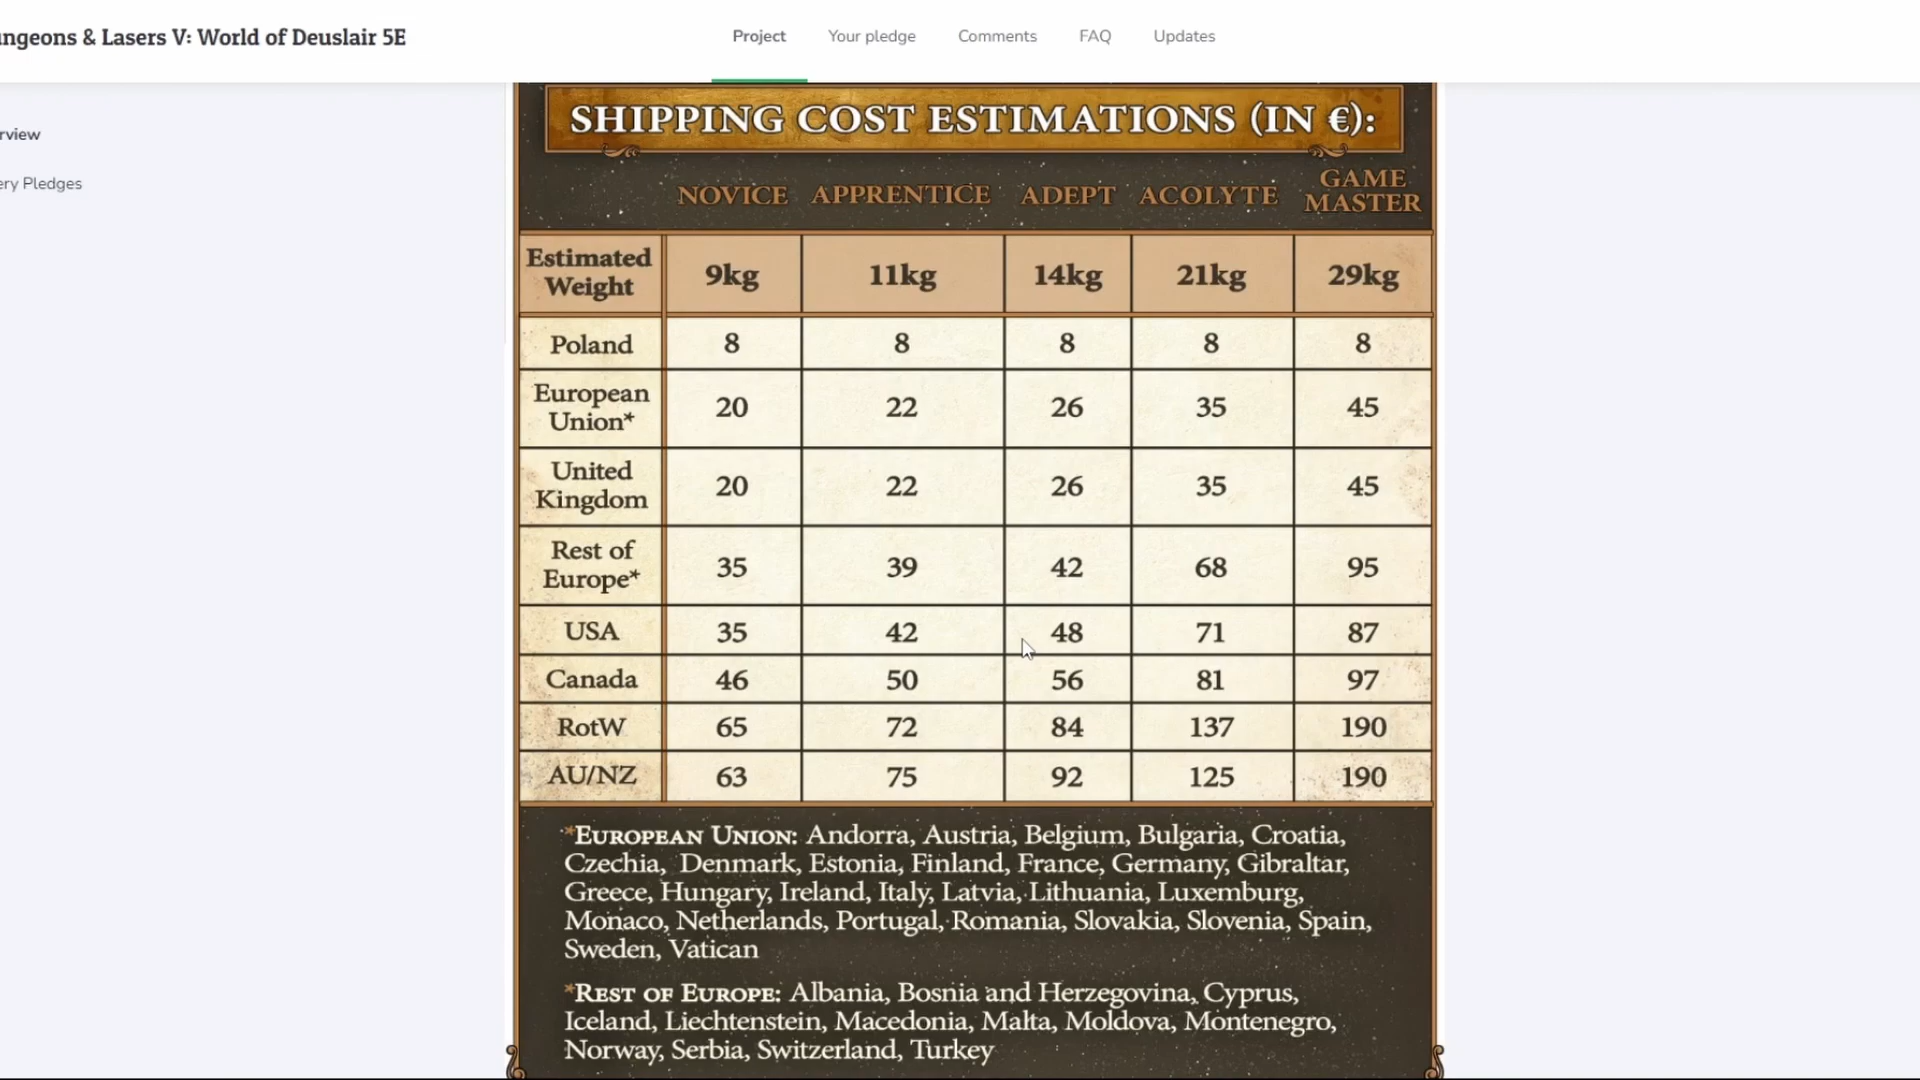 ngeons & Lasers V: World of Deuslair 5E
Project Your pledge Comments FAQ Updates
rview
ery Pledges
SHIPPING COST ESTIMATIONS (IN €):
NOVICE APPRENTICE ADEPT ACOLYTE GAME MASTER
Estimated Weight 9kg 11kg 14kg 21kg 29kg
Poland 8 8 8 8 8
European Union* 20 22 26 35 45
United Kingdom 20 22 26 35 45
Rest of Europe* 35 39 42 68 95
USA 35 42 48 71 87
Canada 46 50 56 81 97
RotW 65 72 84 137 190
AU/NZ 63 75 92 125 190
*EUROPEAN UNION: Andorra, Austria, Belgium, Bulgaria, Croatia,
Czechia, Denmark, Estonia, Finland, France, Germany, Gibraltar,
Greece, Hungary, Ireland, Italy, Latvia, Lithuania, Luxemburg,
Monaco, Netherlands, Portugal, Romania, Slovakia, Slovenia, Spain,
Sweden, Vatican
*REST OF EUROPE: Albania, Bosnia and Herzegovina, Cyprus,
Iceland, Liechtenstein, Macedonia, Malta, Moldova, Montenegro,
Norway, Serbia, Switzerland, Turkey